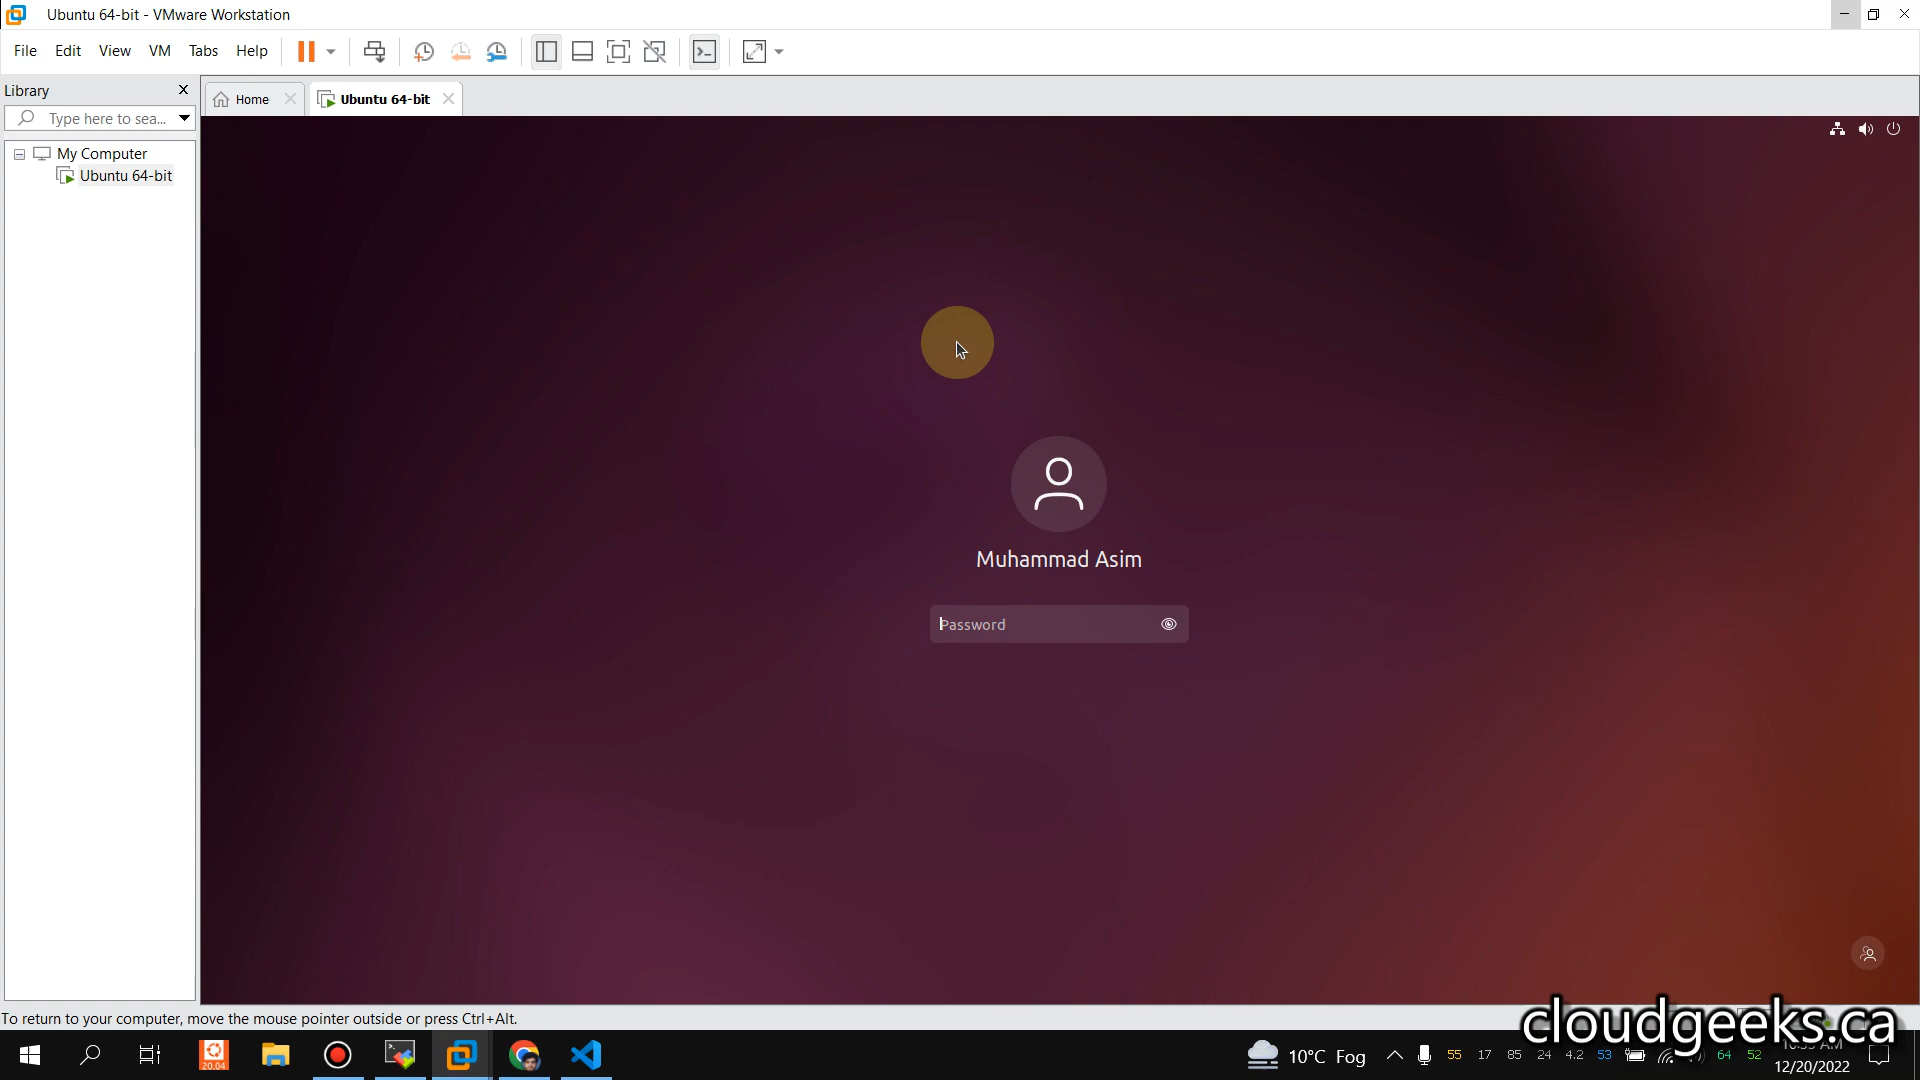 Ubuntu 64-bit - VMware Workstation
File Edit View VM Tabs Help
Library
Home
Ubuntu 64-bit
Type here to sea...
My Computer
Ubuntu 64-bit
Muhammad Asim
Password
To return to your computer, move the mouse pointer outside or press Ctrl+Alt.
cloudgeeks.ca
20.04
10°C Fog
55 17 85 24 4.2 53 64 52
12/20/2022